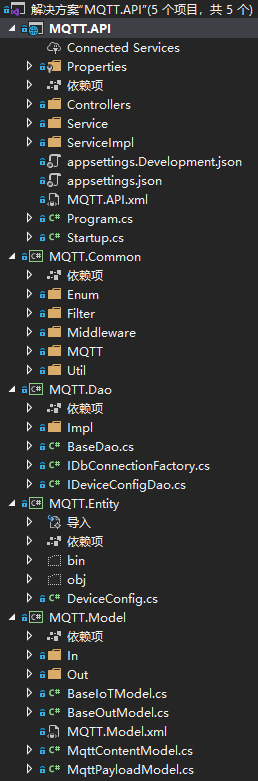 解决方案"MQTT.API"(5 个项目，共 5 个)
MQTT.API
Connected Services
Properties
依赖项
Controllers
Service
ServiceImpl
appsettings.Development.json
appsettings.json
MQTT.API.xml
C# Program.cs
C# Startup.cs
C# MQTT.Common
依赖项
Enum
Filter
Middleware
MQTT
Util
C# MQTT.Dao
依赖项
Impl
C# BaseDao.cs
C# IDbConnectionFactory.cs
C# IDeviceConfigDao.cs
C# MQTT.Entity
导入
依赖项
bin
obj
C# DeviceConfig.cs
C# MQTT.Model
依赖项
In
Out
C# BaseIoTModel.cs
C# BaseOutModel.cs
MQTT.Model.xml
C# MqttContentModel.cs
C# MqttPayloadModel.cs